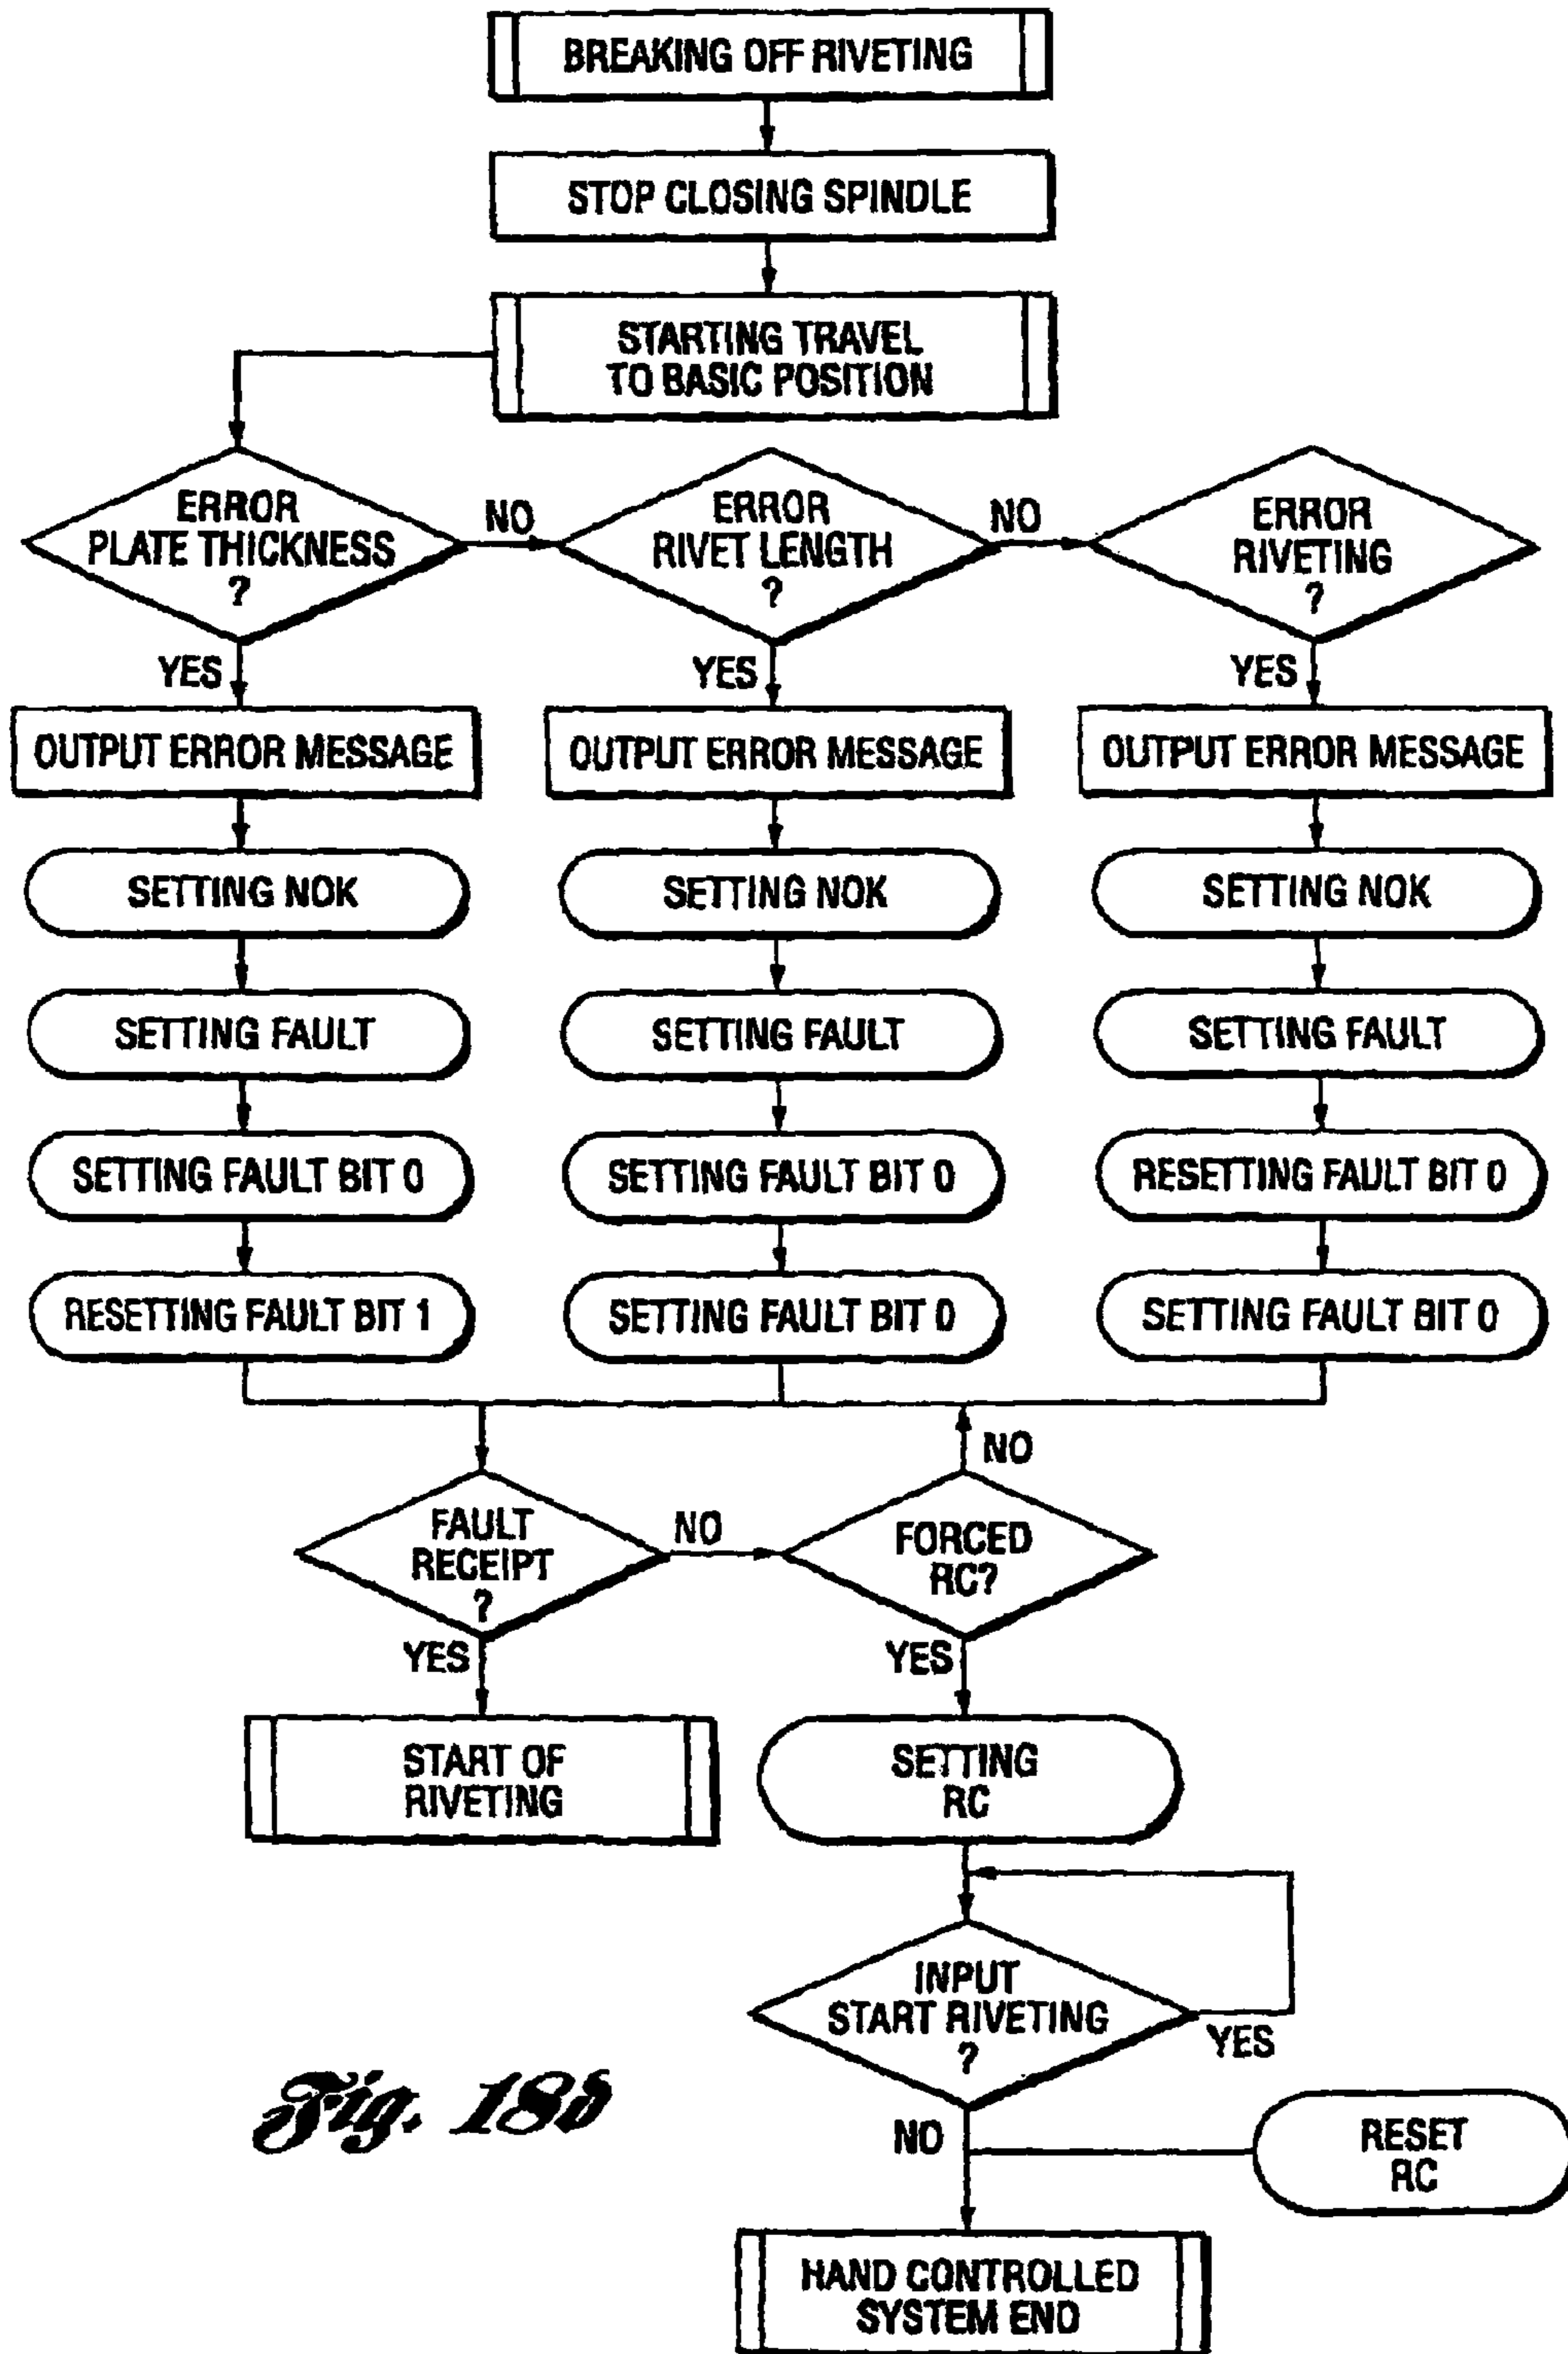 BREAKING OFF RIVETING
STOP CLOSING SPINDLE
STARTING TRAVEL
TO BASIC POSITION
ERROR
PLATE THICKNESS
?
NO
ERROR
RIVET LENGTH
?
NO
ERROR
RIVETING
?
YES
YES
YES
OUTPUT ERROR MESSAGE
OUTPUT ERROR MESSAGE
OUTPUT ERROR MESSAGE
SETTING NOK
SETTING NOK
SETTING NOK
SETTING FAULT
SETTING FAULT
SETTING FAULT
SETTING FAULT BIT 0
SETTING FAULT BIT 0
RESETTING FAULT BIT 0
RESETTING FAULT BIT 1
SETTING FAULT BIT 0
SETTING FAULT BIT 0
NO
FAULT
RECEIPT
?
NO
FORCED
RC?
YES
YES
START OF
RIVETING
SETTING
RC
INPUT
START RIVETING
?
YES
NO
RESET
RC
HAND CONTROLLED
SYSTEM END
Fig. 18b